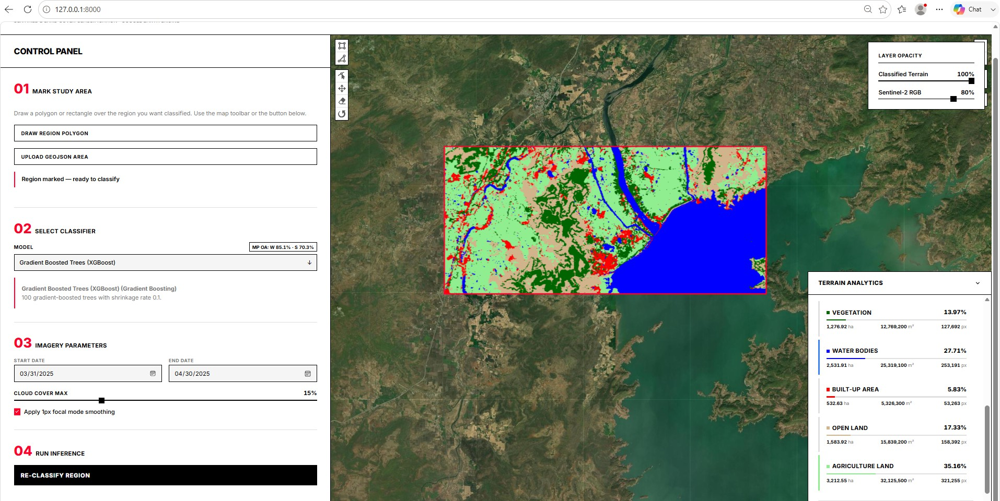 127.0.0.1:8000
Chat
CONTROL PANEL
01 MARK STUDY AREA
Draw a polygon or rectangle over the region you want classified. Use the map toolbar or the button below.
DRAW REGION POLYGON
UPLOAD GEOJSON AREA
Region marked — ready to classify
02 SELECT CLASSIFIER
MODEL
MP OA: W 85.1% · S 70.3%
Gradient Boosted Trees (XGBoost)
Gradient Boosted Trees (XGBoost) (Gradient Boosting)
100 gradient-boosted trees with shrinkage rate 0.1.
03 IMAGERY PARAMETERS
START DATE
END DATE
03/31/2025
04/30/2025
CLOUD COVER MAX 15%
Apply 1px focal mode smoothing
04 RUN INFERENCE
RE-CLASSIFY REGION
LAYER OPACITY
Classified Terrain 100%
Sentinel-2 RGB 80%
TERRAIN ANALYTICS
VEGETATION 13.97%
1,276.92 ha 12,769,200 m² 127,692 px
WATER BODIES 27.71%
2,531.91 ha 25,319,100 m² 253,191 px
BUILT-UP AREA 5.83%
532.63 ha 5,326,300 m² 53,263 px
OPEN LAND 17.33%
1,583.92 ha 15,839,200 m² 158,392 px
AGRICULTURE LAND 35.16%
3,212.55 ha 32,125,500 m² 321,255 px